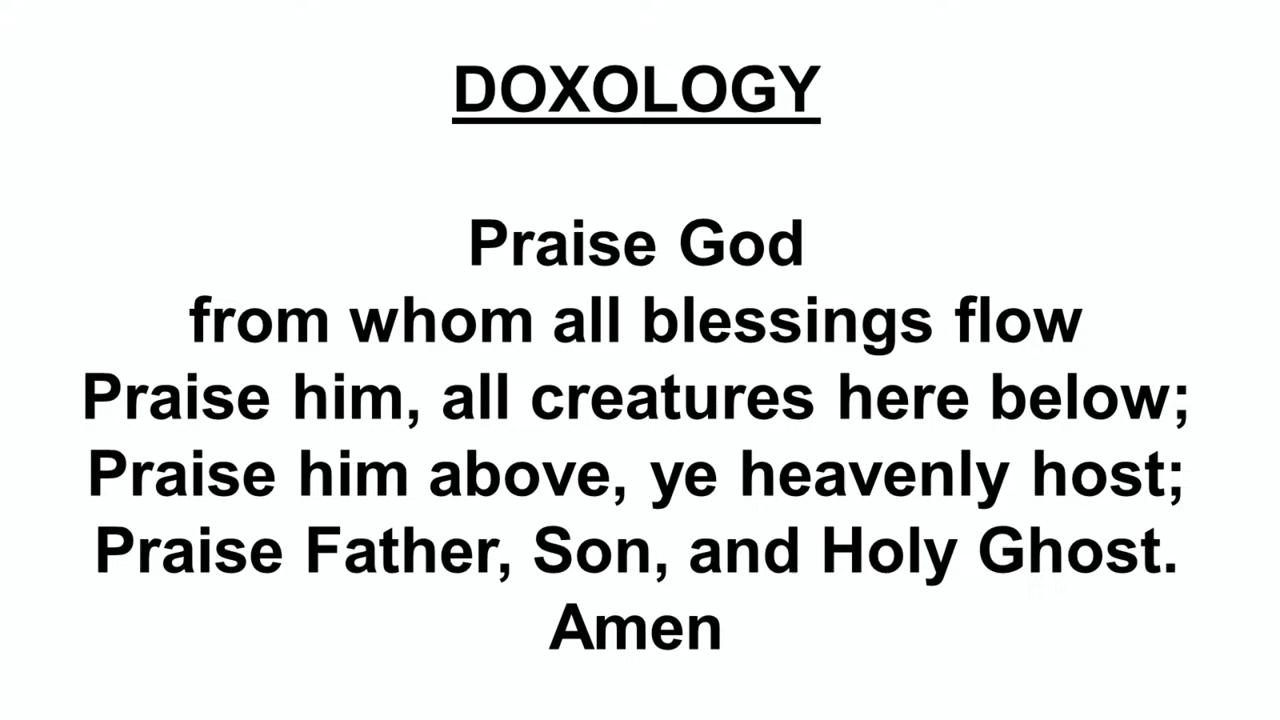 DOXOLOGY
Praise God
from whom all blessings flow
Praise him, all creatures here below;
Praise him above, ye heavenly host;
Praise Father, Son, and Holy Ghost.
Amen